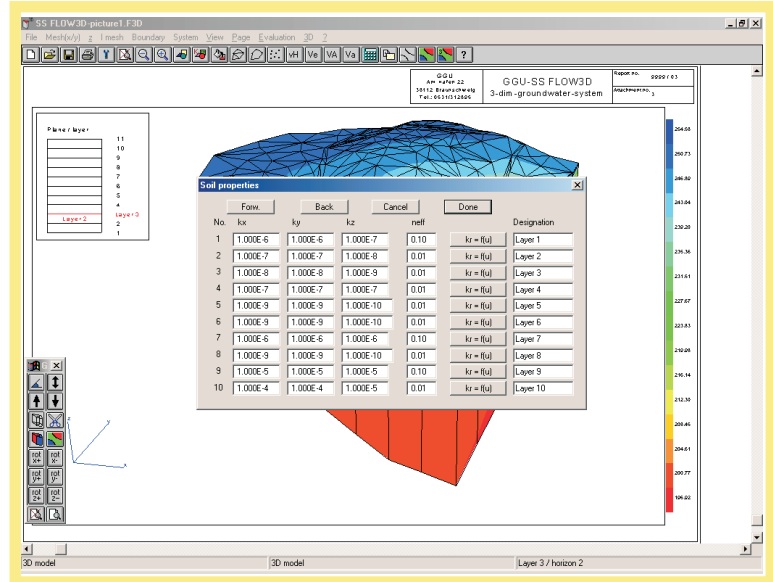 SS FLOW3D-picture1.F3D
File Mesh(x/y) z I mesh Boundary System View Page Evaluation 3D ?
vH Ve VA Va ?
GGU
38112 Braunschweig
GGU-SS FLOW3D
3-dim-groundwater-system
Report no. 9999/03
Attachment no. 3
Plane / layer
11
10
9
8
7
6
5
4
Layer 2 Layer 3
2
1
254.58
250.73
246.89
243.04
239.20
235.36
231.51
227.67
223.83
219.98
216.14
212.30
208.46
204.61
200.77
196.92
Soil properties
Forw. Back Cancel Done
No. kx ky kz neff Designation
1 1.000E-6 1.000E-6 1.000E-7 0.10 kr = f(u) Layer 1
2 1.000E-7 1.000E-7 1.000E-8 0.01 kr = f(u) Layer 2
3 1.000E-8 1.000E-8 1.000E-9 0.01 kr = f(u) Layer 3
4 1.000E-7 1.000E-7 1.000E-7 0.01 kr = f(u) Layer 4
5 1.000E-9 1.000E-9 1.000E-10 0.01 kr = f(u) Layer 5
6 1.000E-9 1.000E-9 1.000E-10 0.01 kr = f(u) Layer 6
7 1.000E-6 1.000E-6 1.000E-6 0.10 kr = f(u) Layer 7
8 1.000E-9 1.000E-9 1.000E-10 0.01 kr = f(u) Layer 8
9 1.000E-5 1.000E-5 1.000E-5 0.10 kr = f(u) Layer 9
10 1.000E-4 1.000E-4 1.000E-5 0.01 kr = f(u) Layer 10
rot x+ rot x-
rot y+ rot y-
rot z+ rot z-
z
y
x
3D model 3D model Layer 3 / horizon 2